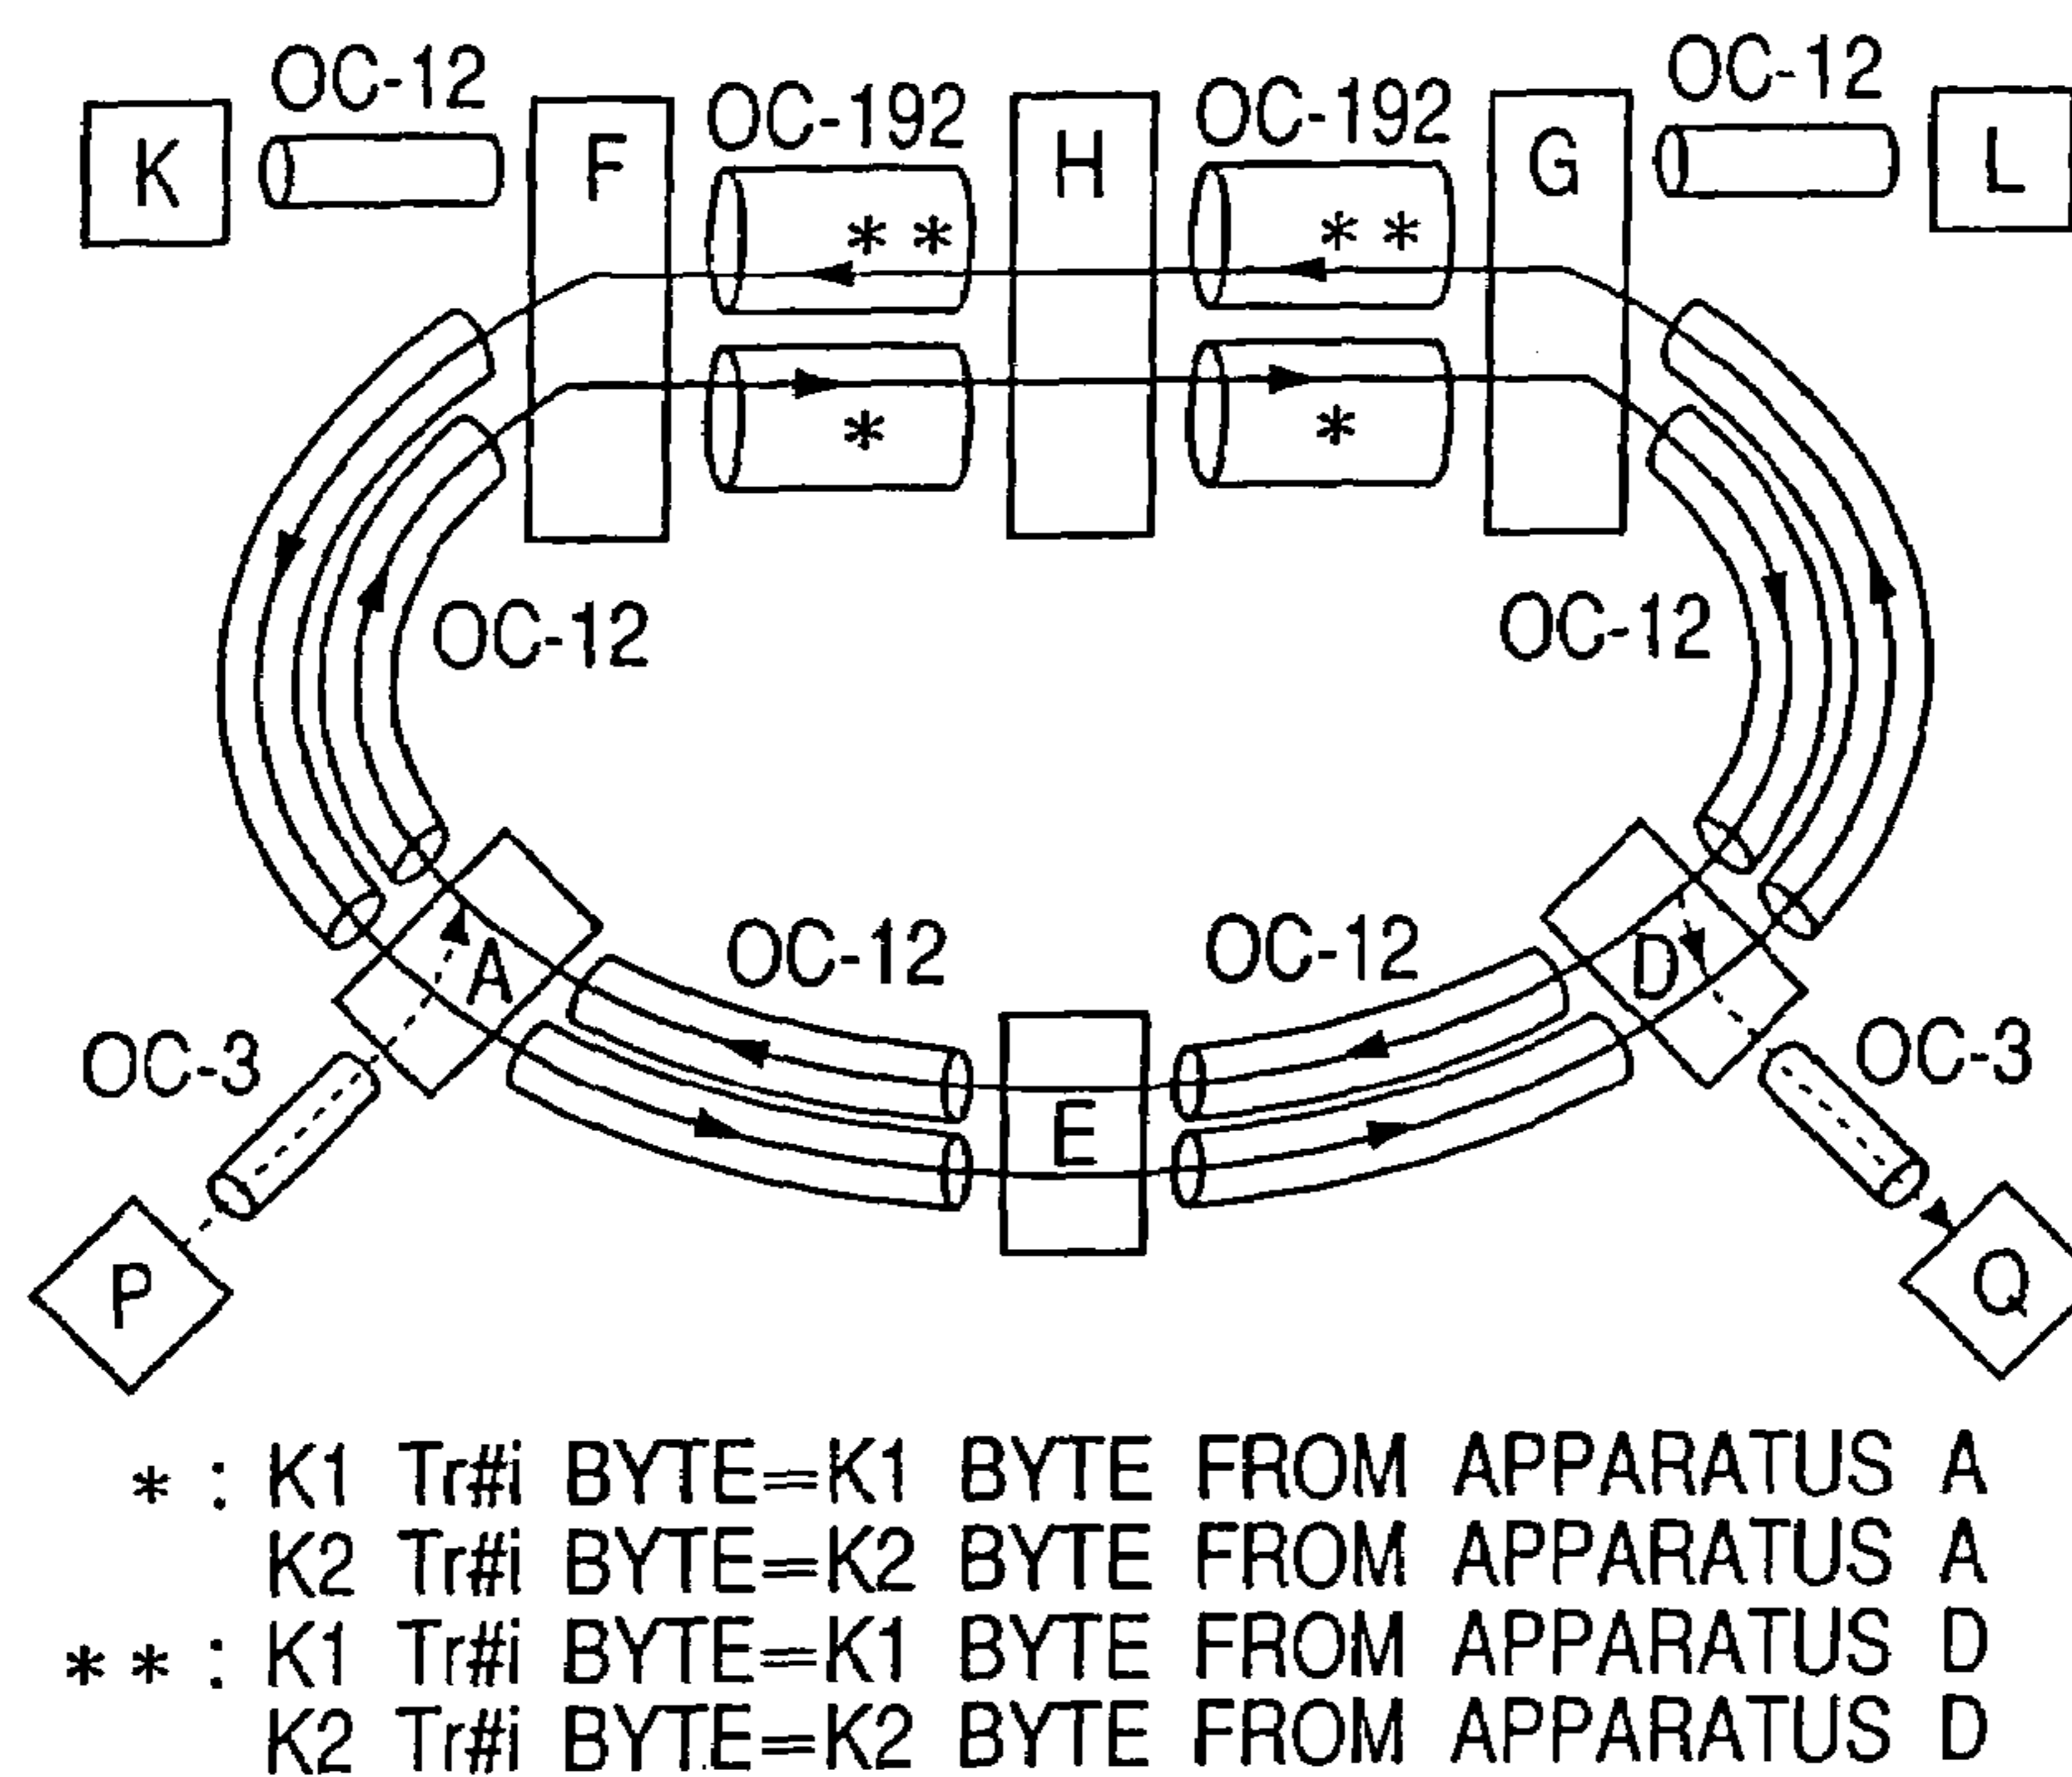 OC-12 OC-192 OC-192 OC-12
K F H G L
** **
* *
OC-12 OC-12
A OC-12 OC-12 D
OC-3 E OC-3
P Q
* : K1 Tr#i BYTE=K1 BYTE FROM APPARATUS A
K2 Tr#i BYTE=K2 BYTE FROM APPARATUS A
** : K1 Tr#i BYTE=K1 BYTE FROM APPARATUS D
K2 Tr#i BYTE=K2 BYTE FROM APPARATUS D